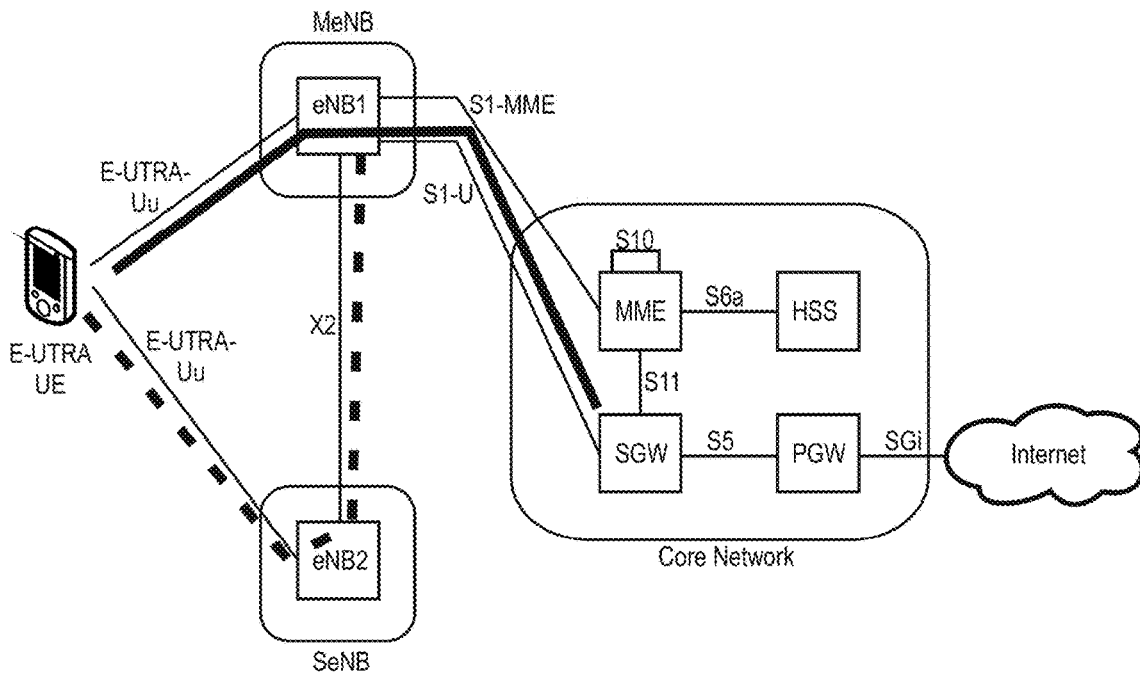 MeNB
eNB1
S1-MME
E-UTRA-
Uu
S1-U
S10
MME
S6a
HSS
X2
E-UTRA
UE
E-UTRA-
Uu
S11
SGW
S5
PGW
SGi
Internet
eNB2
Core Network
SeNB